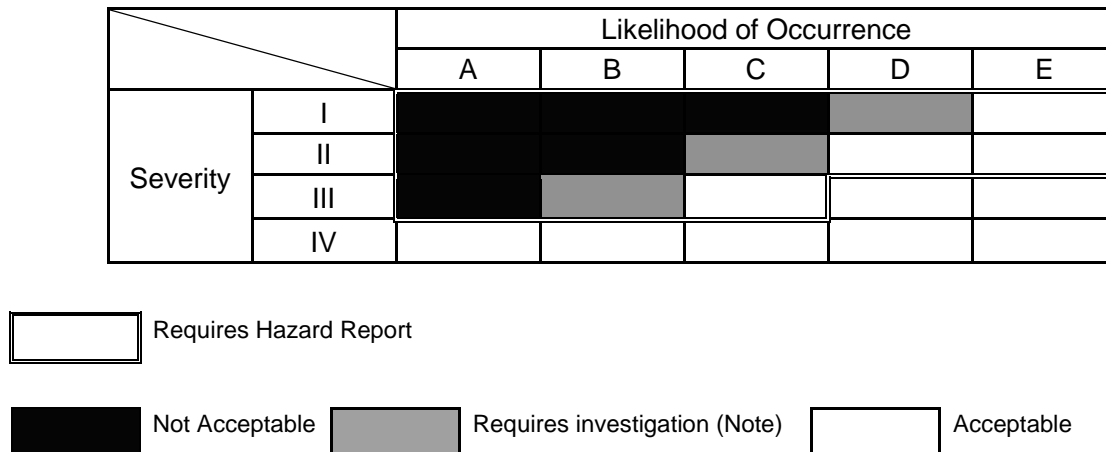 Likelihood of Occurrence
A B C D E
Severity
I
II
III
IV
Requires Hazard Report
Not Acceptable Requires investigation (Note) Acceptable